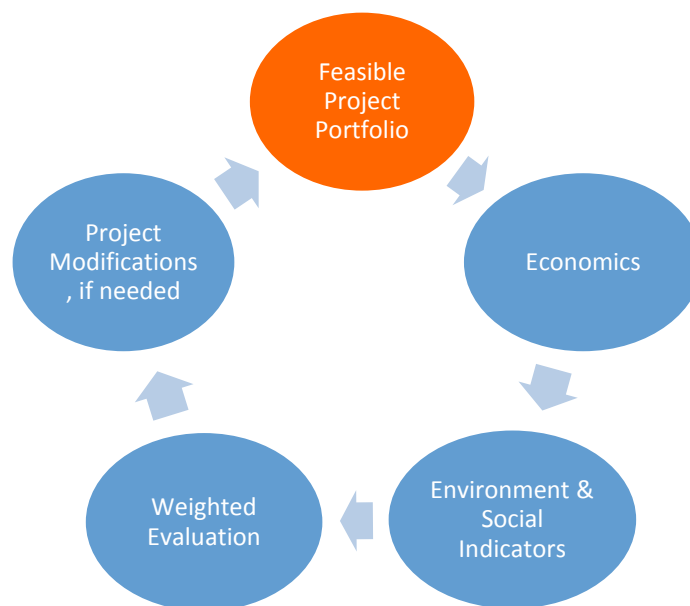 Feasible
Project
Portfolio
Economics
Environment &
Social
Indicators
Weighted
Evaluation
Project
Modifications
, if needed